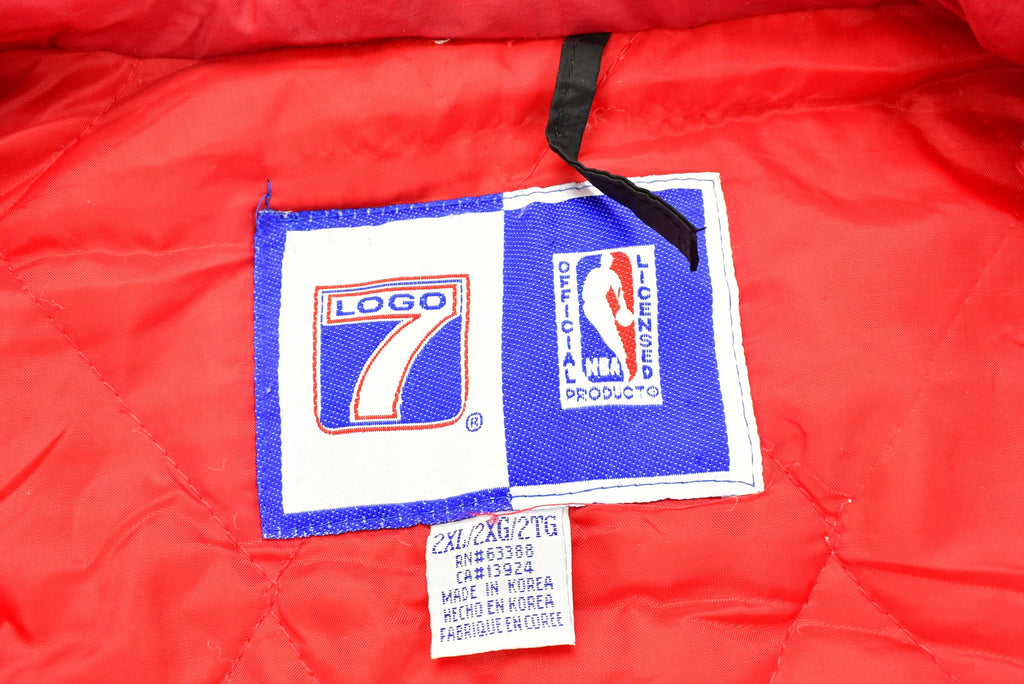 LOGO
7
®
OFFICIAL
LICENSED
NBA
PRODUCT®
2XL/2XG/2TG
RN#63388
CA#13924
MADE IN KOREA
HECHO EN KOREA
FABRIQUE EN COREE